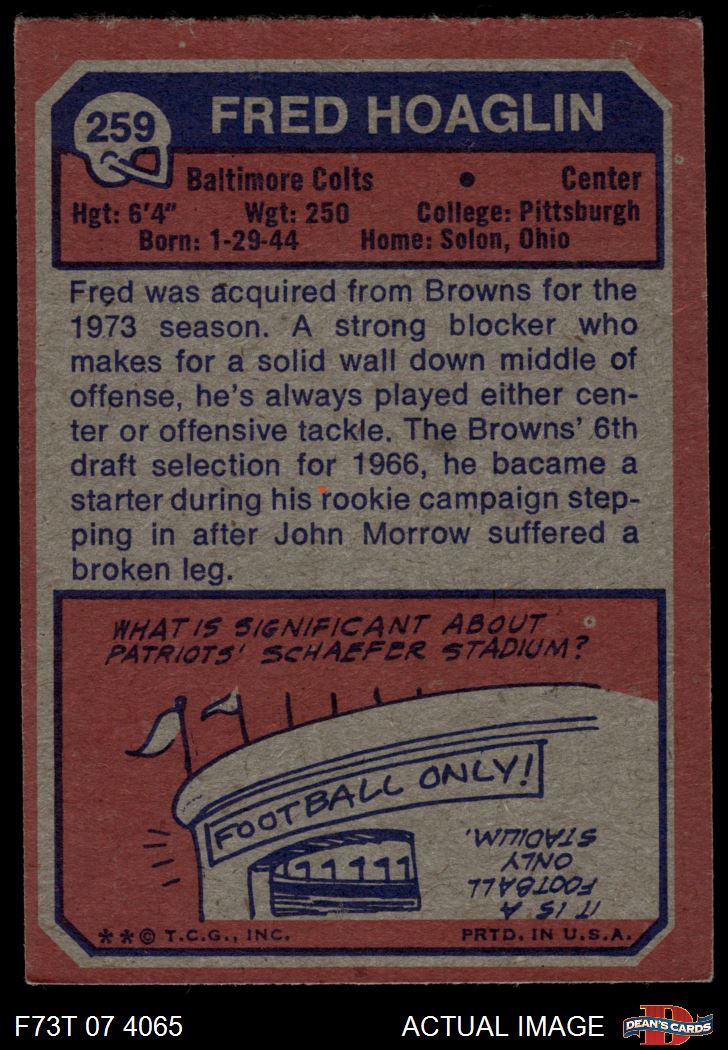 259
FRED HOAGLIN
Baltimore Colts • Center
Hgt: 6'4" Wgt: 250 College: Pittsburgh
Born: 1-29-44 Home: Solon, Ohio
Fred was acquired from Browns for the
1973 season. A strong blocker who
makes for a solid wall down middle of
offense, he's always played either cen-
ter or offensive tackle. The Browns' 6th
draft selection for 1966, he bacame a
starter during his rookie campaign step-
ping in after John Morrow suffered a
broken leg.
WHAT IS SIGNIFICANT ABOUT
PATRIOTS' SCHAEFER STADIUM?
FOOTBALL ONLY!
IT IS A
FOOTBALL
ONLY
STADIUM.
**© T.C.G., INC. PRTD. IN U.S.A.
F73T 07 4065 ACTUAL IMAGE
D
DEAN'S CARDS